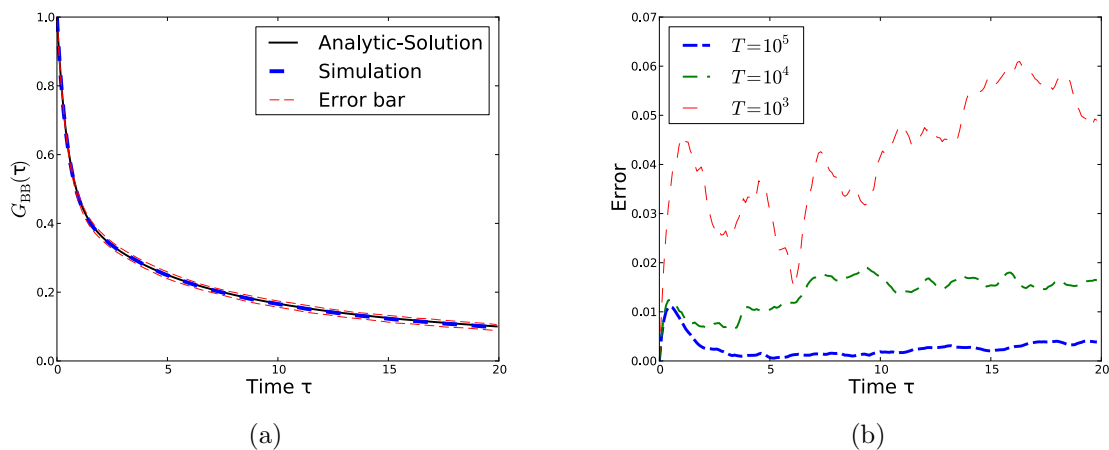 1.0
0.8
0.6
0.4
0.2
0.0
0
5
10
15
20
G_BB(τ)
Time τ
Analytic-Solution
Simulation
Error bar
(a)
0.07
0.06
0.05
0.04
0.03
0.02
0.01
0.00
0
5
10
15
20
Error
Time τ
T=10^5
T=10^4
T=10^3
(b)